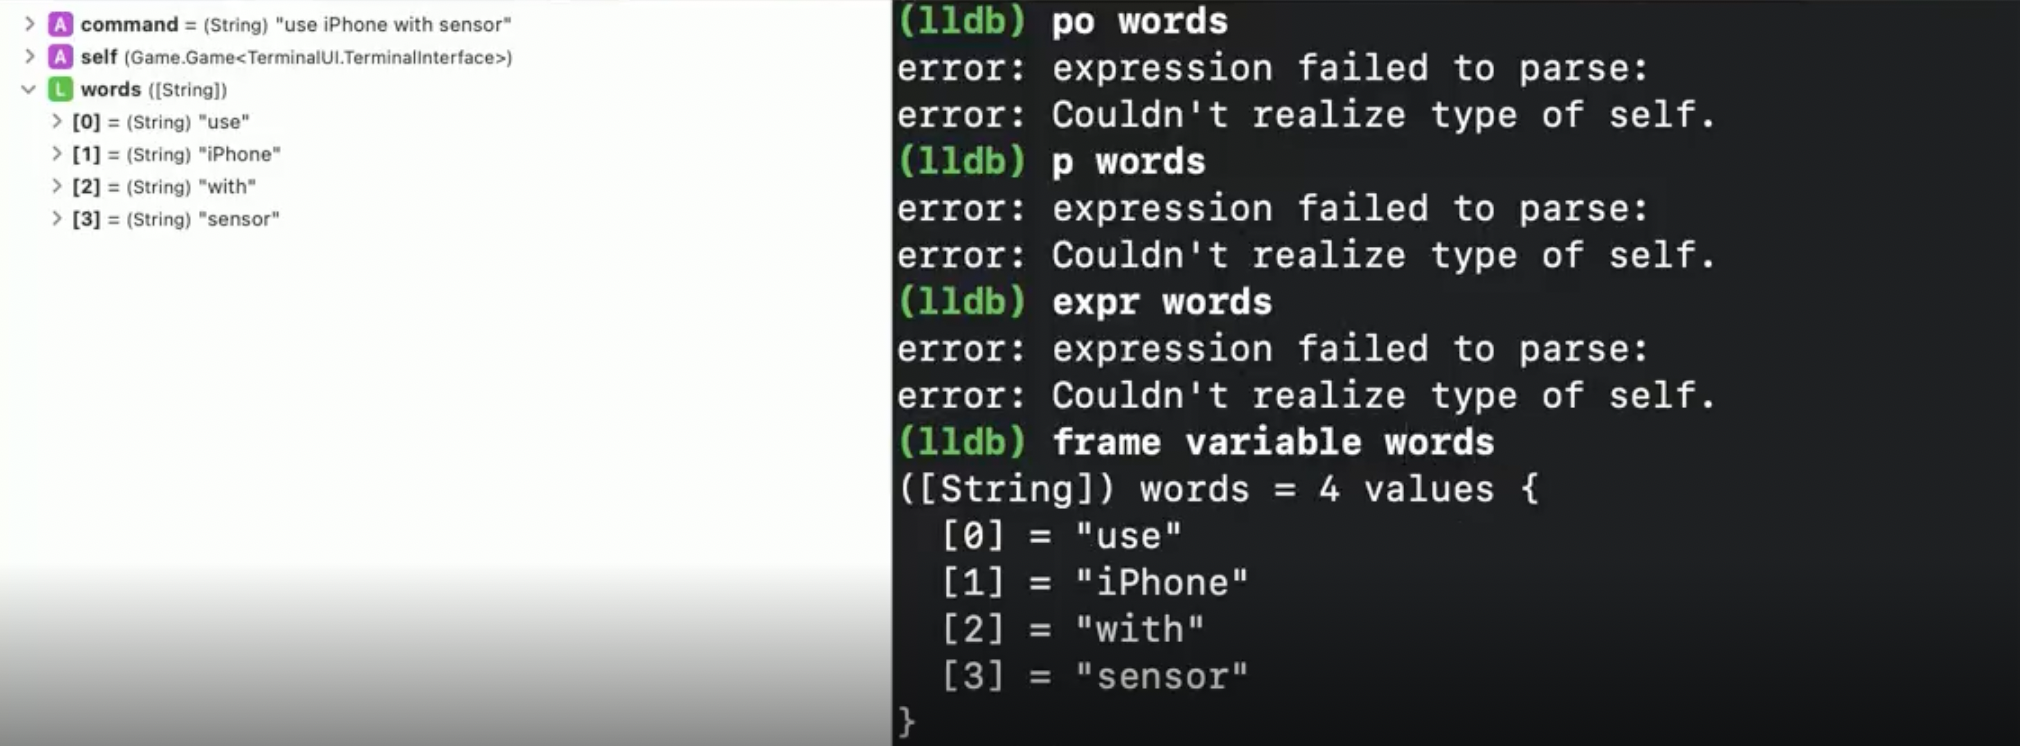 A command = (String) "use iPhone with sensor"
A self (Game.Game<TerminalUI.TerminalInterface>)
L words ([String])
[0] = (String) "use"
[1] = (String) "iPhone"
[2] = (String) "with"
[3] = (String) "sensor"
(lldb) po words
error: expression failed to parse:
error: Couldn't realize type of self.
(lldb) p words
error: expression failed to parse:
error: Couldn't realize type of self.
(lldb) expr words
error: expression failed to parse:
error: Couldn't realize type of self.
(lldb) frame variable words
([String]) words = 4 values {
[0] = "use"
[1] = "iPhone"
[2] = "with"
[3] = "sensor"
}